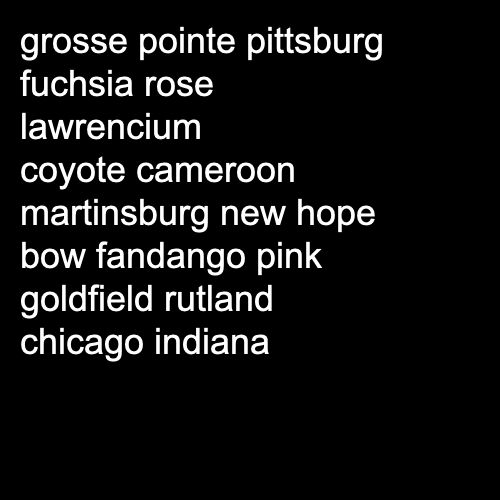 grosse pointe pittsburg
fuchsia rose
lawrencium
coyote cameroon
martinsburg new hope
bow fandango pink
goldfield rutland
chicago indiana